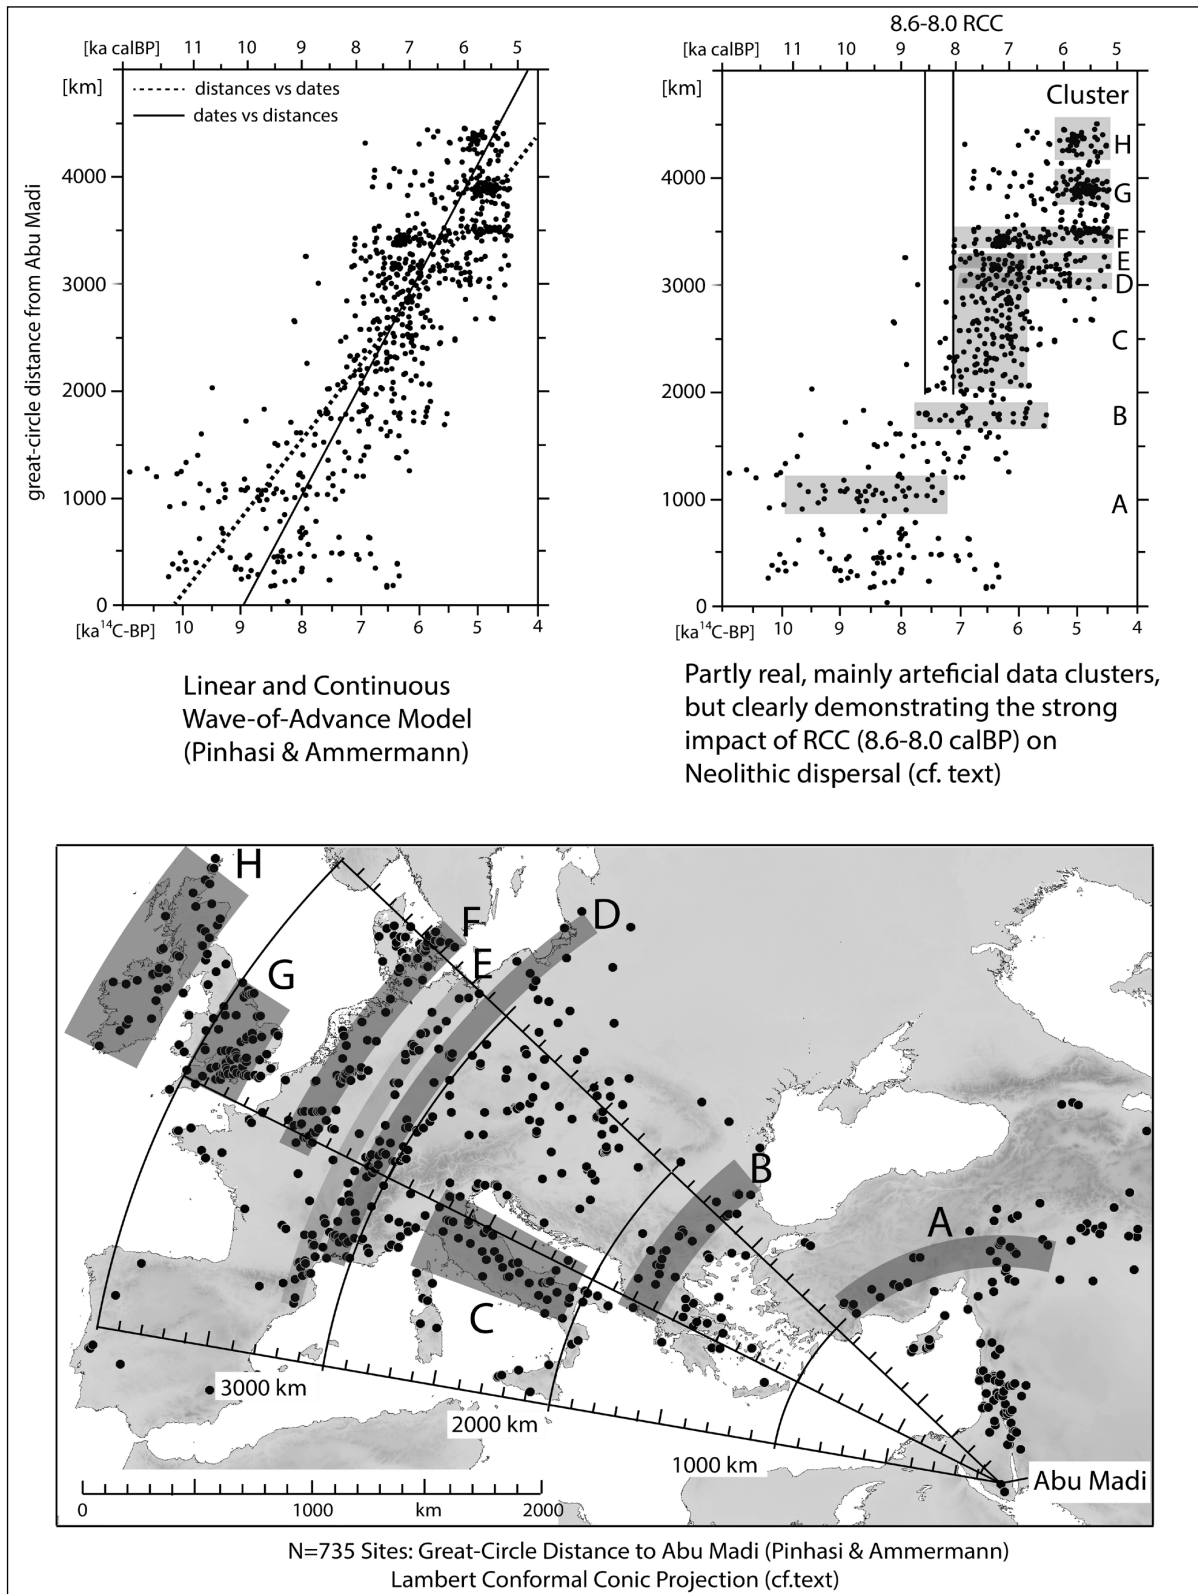 [ka calBP] 11 10 9 8 7 6 5
[km]
distances vs dates
dates vs distances
great-circle distance from Abu Madi
4000
3000
2000
1000
0
[ka14C-BP] 10 9 8 7 6 5 4
Linear and Continuous
Wave-of-Advance Model
(Pinhasi & Ammermann)
8.6-8.0 RCC
[ka calBP] 11 10 9 8 7 6 5
[km]
Cluster
H
4000
G
F
E
3000
D
C
2000
B
1000
A
0
[ka14C-BP] 10 9 8 7 6 5 4
Partly real, mainly arteficial data clusters,
but clearly demonstrating the strong
impact of RCC (8.6-8.0 calBP) on
Neolithic dispersal (cf. text)
H
F
D
E
G
B
A
C
3000 km
2000 km
1000 km
Abu Madi
0 1000 km 2000
N=735 Sites: Great-Circle Distance to Abu Madi (Pinhasi & Ammermann)
Lambert Conformal Conic Projection (cf.text)